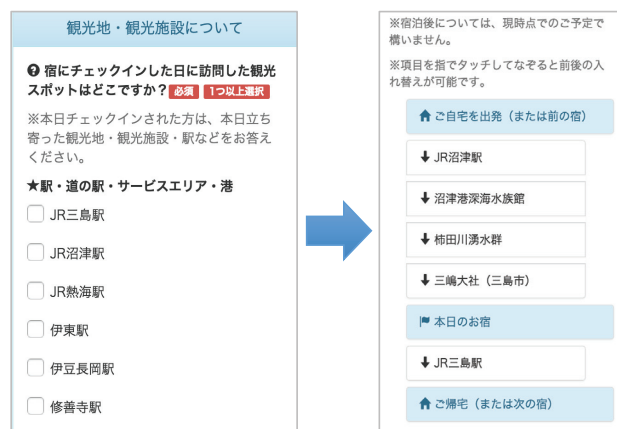 観光地・観光施設について
宿にチェックインした日に訪問した観光
スポットはどこですか？ 必須 1つ以上選択
※本日チェックインされた方は、本日立ち
寄った観光地・観光施設・駅などをお答え
ください。
★駅・道の駅・サービスエリア・港
JR三島駅
JR沼津駅
JR熱海駅
伊東駅
伊豆長岡駅
修善寺駅
※宿泊後については、現時点でのご予定で
構いません。
※項目を指でタッチしてなぞると前後の入
れ替えが可能です。
ご自宅を出発（または前の宿）
JR沼津駅
沼津港深海水族館
柿田川湧水群
三嶋大社（三島市）
本日のお宿
JR三島駅
ご帰宅（または次の宿）